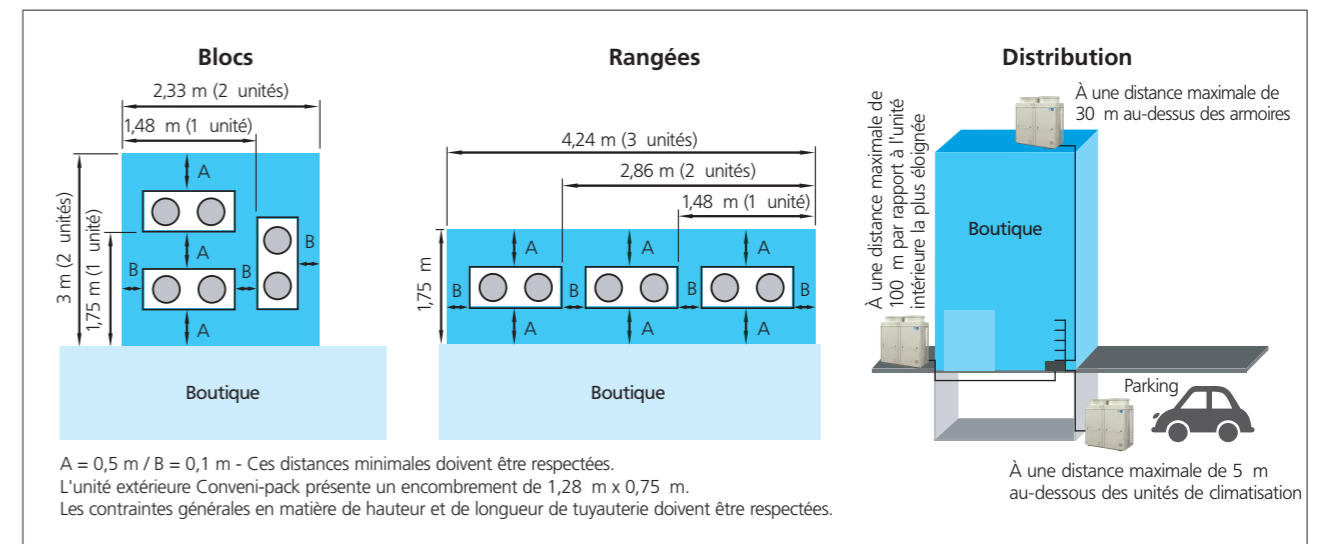 Blocs
2,33 m (2 unités)
1,48 m (1 unité)
3 m (2 unités)
1,75 m (1 unité)
A
A
B
B
B
A
Boutique
Rangées
4,24 m (3 unités)
2,86 m (2 unités)
1,48 m (1 unité)
1,75 m
A
A
A
B
B
B
B
A
A
A
Boutique
Distribution
À une distance maximale de
30 m au-dessus des armoires
À une distance maximale de
100 m par rapport à l'unité
intérieure la plus éloignée
Boutique
Parking
À une distance maximale de 5 m
au-dessous des unités de climatisation
A = 0,5 m / B = 0,1 m - Ces distances minimales doivent être respectées.
L'unité extérieure Conveni-pack présente un encombrement de 1,28 m x 0,75 m.
Les contraintes générales en matière de hauteur et de longueur de tuyauterie doivent être respectées.